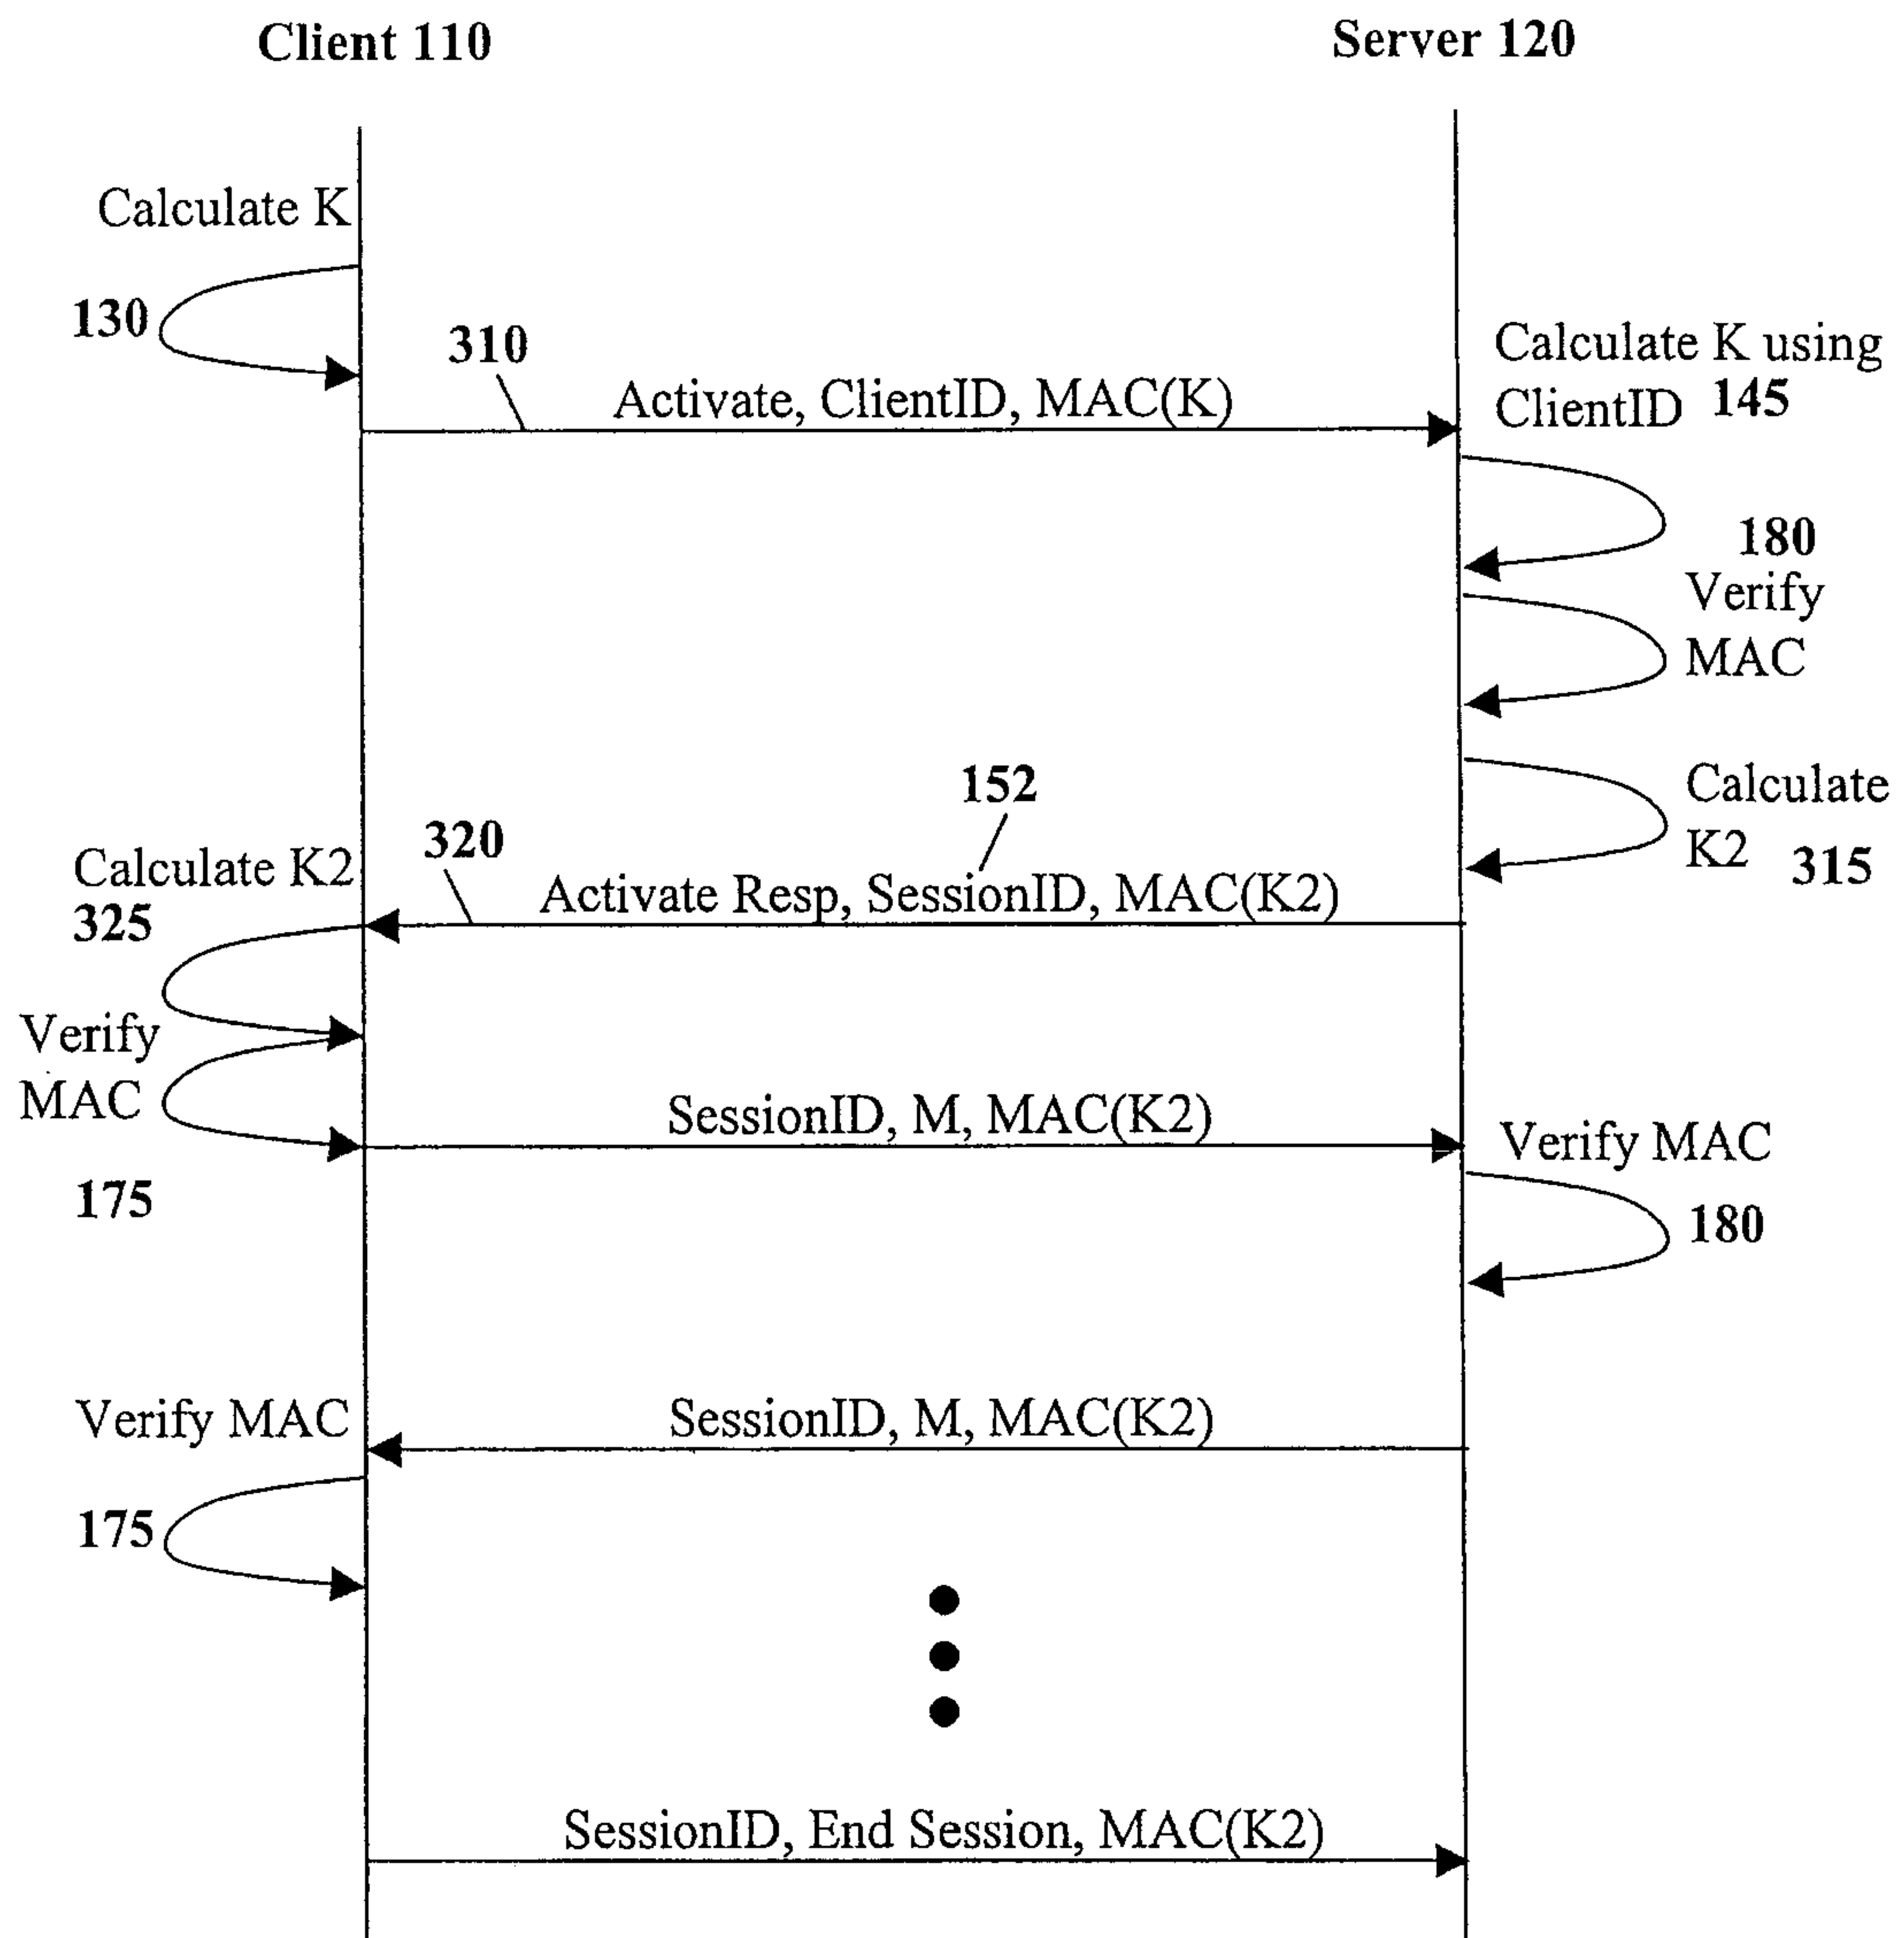 Client 110
Server 120
Calculate K
130
310
Activate, ClientID, MAC(K)
Calculate K using
ClientID 145
180
Verify
MAC
152
Calculate
K2 315
Calculate K2
325
320
Activate Resp, SessionID, MAC(K2)
Verify
MAC
SessionID, M, MAC(K2)
Verify MAC
175
180
Verify MAC
SessionID, M, MAC(K2)
175
SessionID, End Session, MAC(K2)